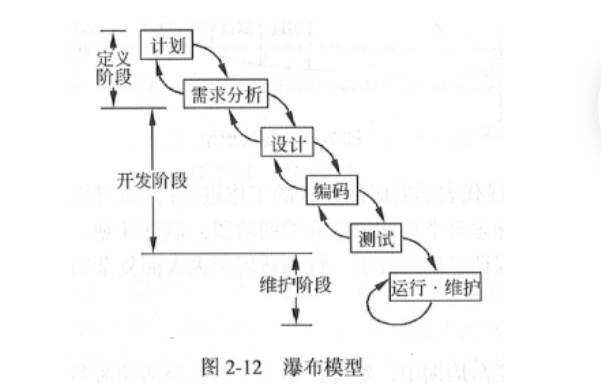 计划
定义
阶段
需求分析
设计
开发阶段
编码
测试
维护阶段
运行·维护
图 2-12 瀑布模型